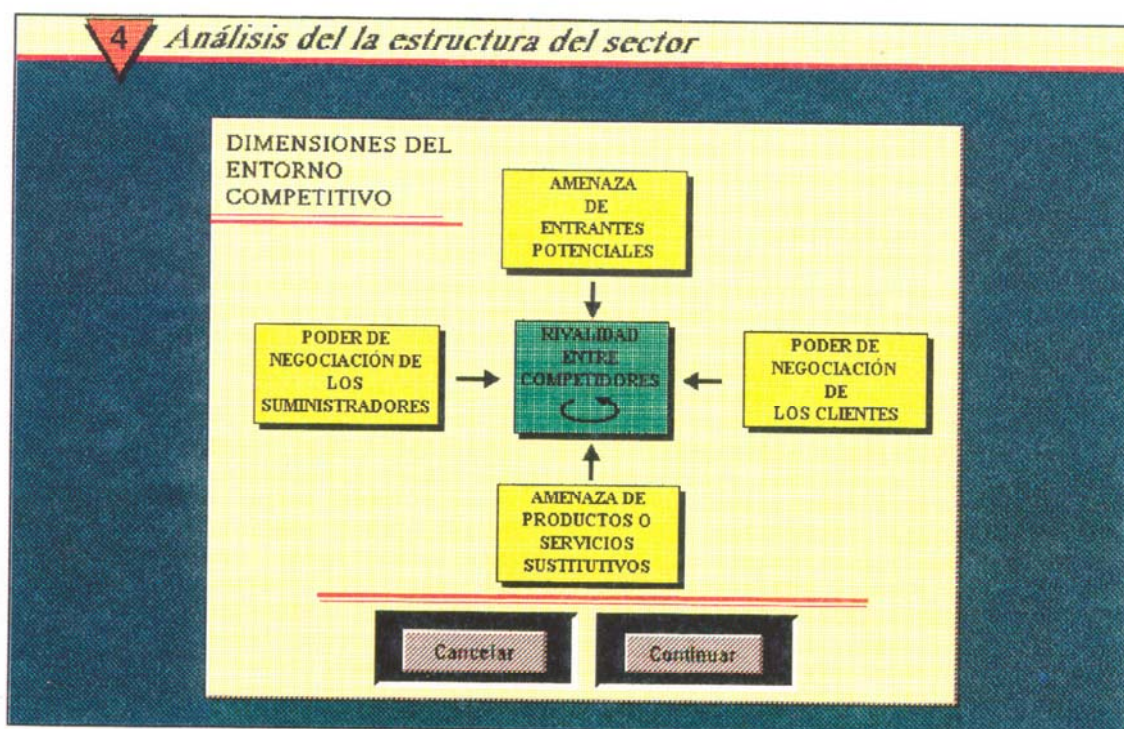 4 Análisis del la estructura del sector
DIMENSIONES DEL
ENTORNO
COMPETITIVO
AMENAZA
DE
ENTRANTES
POTENCIALES
PODER DE
NEGOCIACIÓN DE
LOS
SUMINISTRADORES
RIVALIDAD
ENTRE
COMPETIDORES
PODER DE
NEGOCIACIÓN
DE
LOS CLIENTES
AMENAZA DE
PRODUCTOS O
SERVICIOS
SUSTITUTIVOS
Cancelar
Continuar